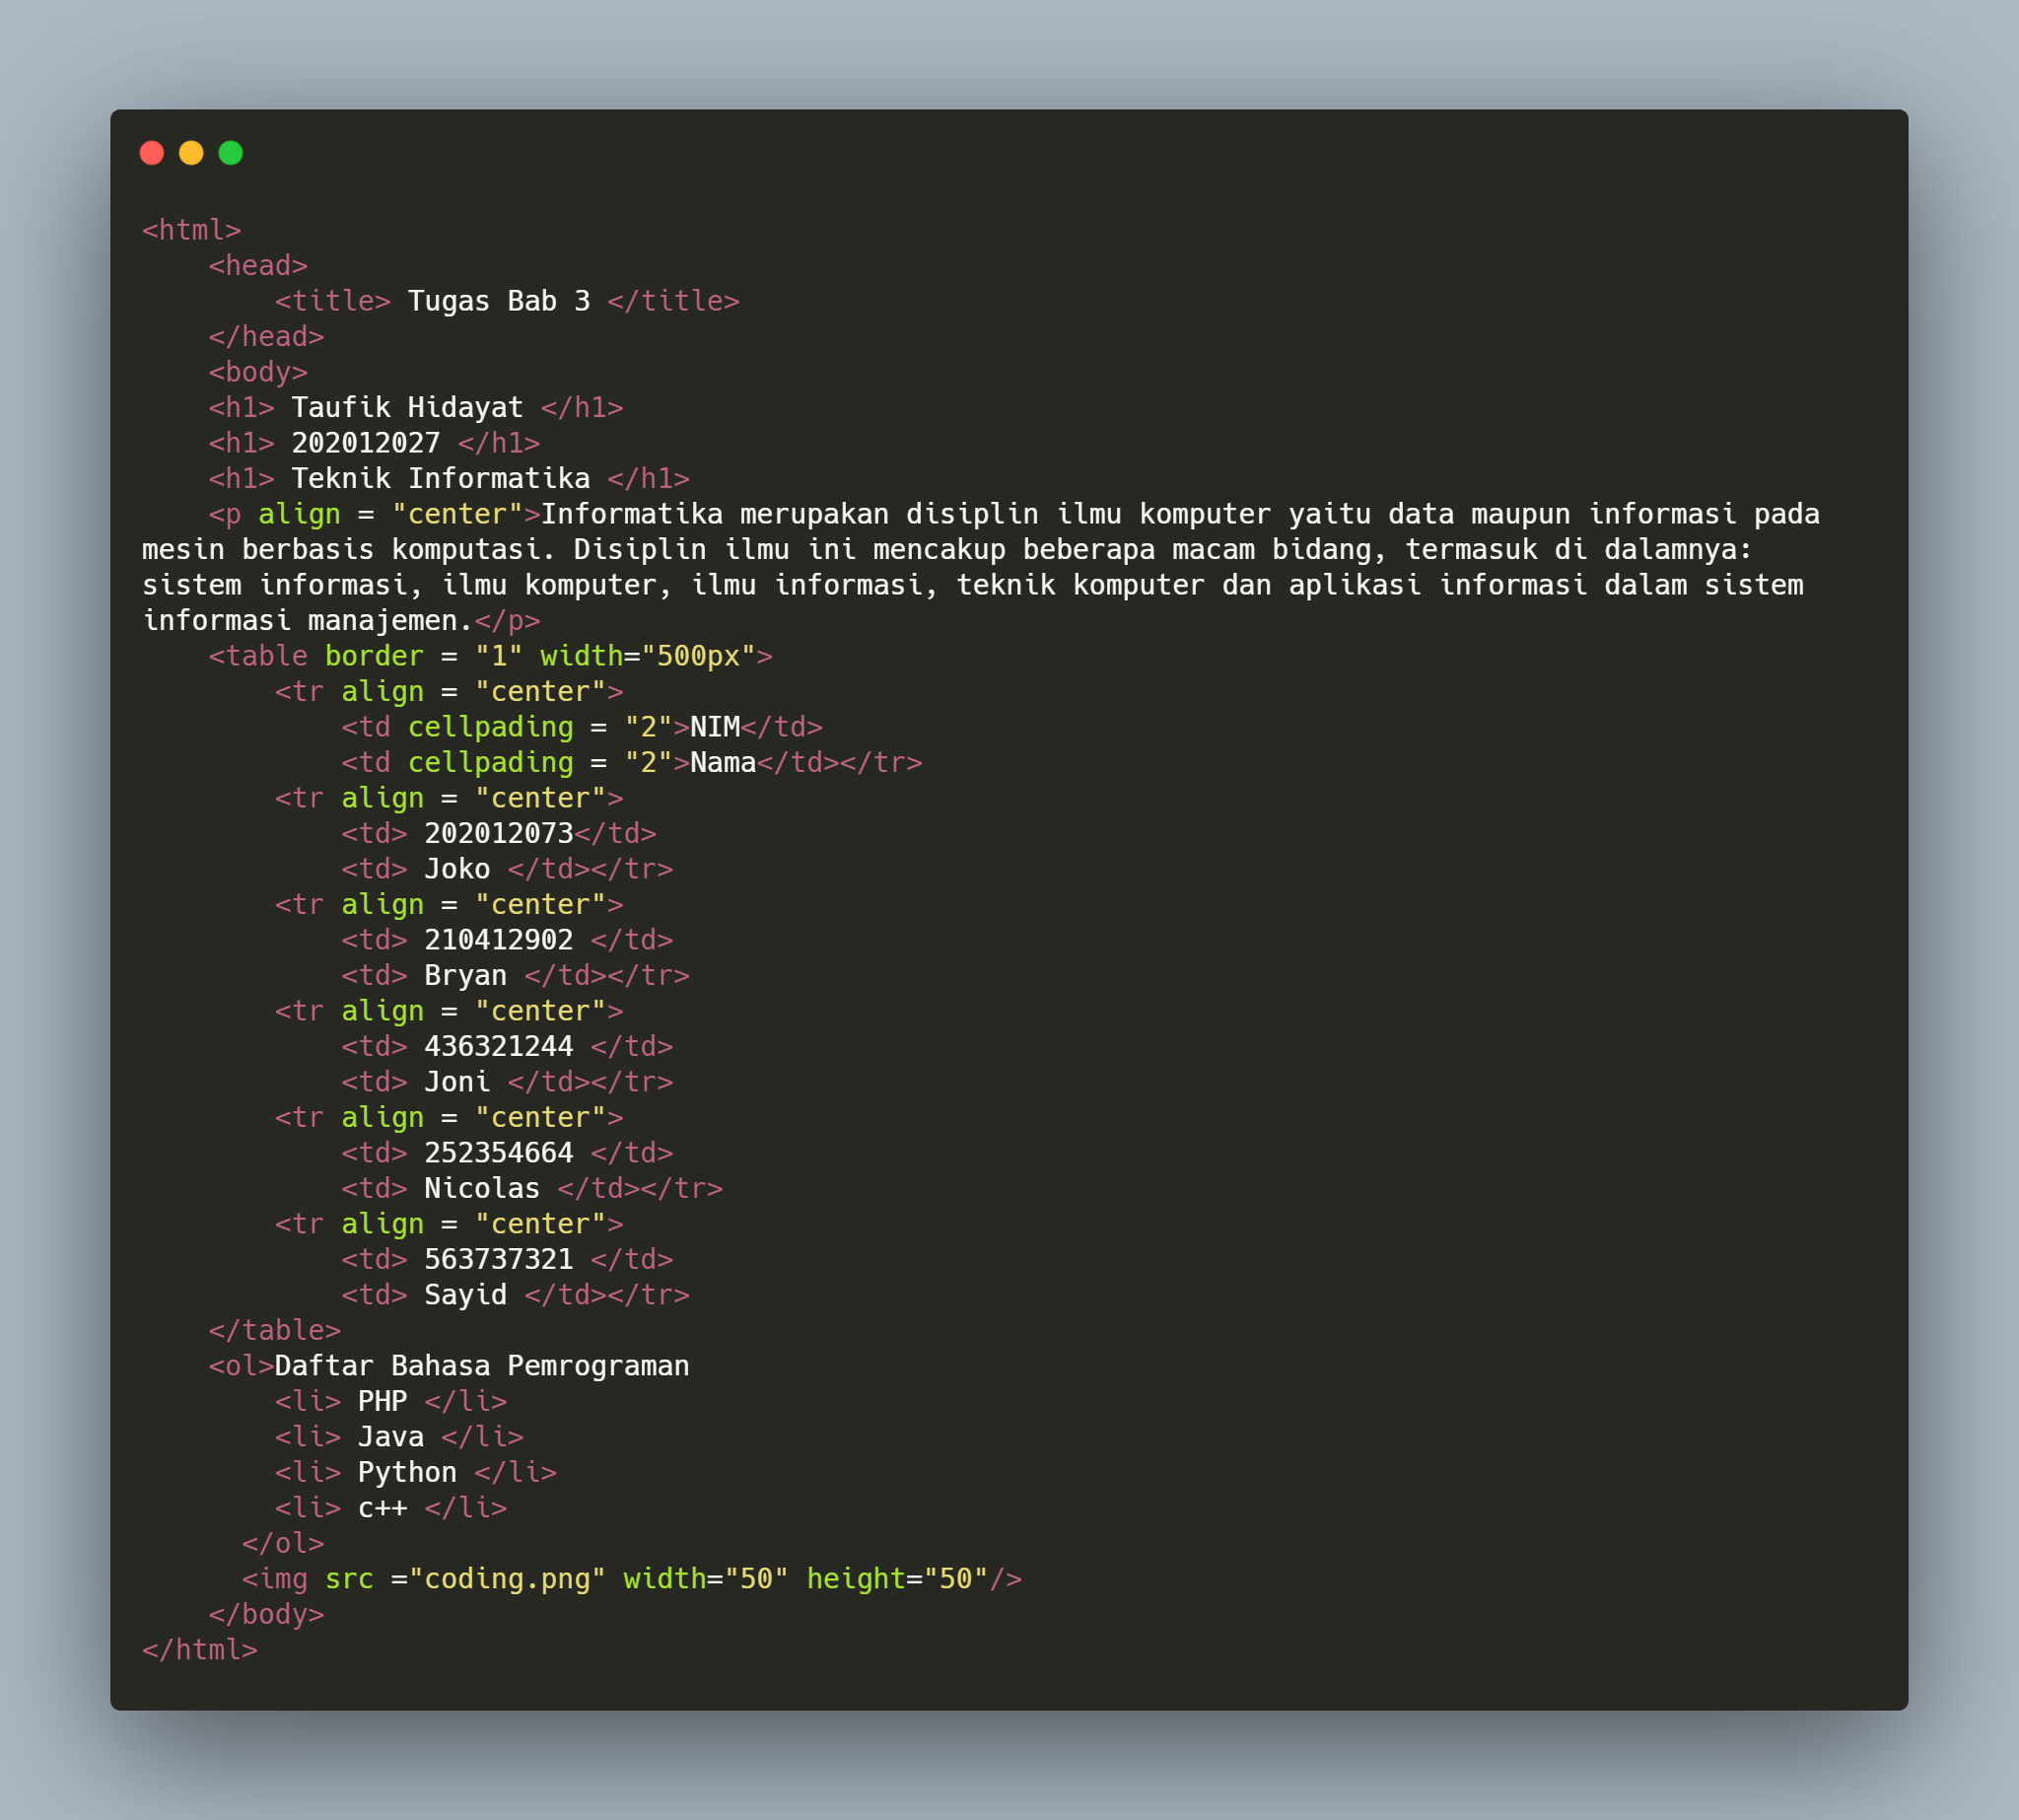 <html>
    <head>
        <title> Tugas Bab 3 </title>
    </head>
    <body>
    <h1> Taufik Hidayat </h1>
    <h1> 202012027 </h1>
    <h1> Teknik Informatika </h1>
    <p align = "center">Informatika merupakan disiplin ilmu komputer yaitu data maupun informasi pada
mesin berbasis komputasi. Disiplin ilmu ini mencakup beberapa macam bidang, termasuk di dalamnya:
sistem informasi, ilmu komputer, ilmu informasi, teknik komputer dan aplikasi informasi dalam sistem
informasi manajemen.</p>
    <table border = "1" width="500px">
        <tr align = "center">
            <td cellpading = "2">NIM</td>
            <td cellpading = "2">Nama</td></tr>
        <tr align = "center">
            <td> 202012073</td>
            <td> Joko </td></tr>
        <tr align = "center">
            <td> 210412902 </td>
            <td> Bryan </td></tr>
        <tr align = "center">
            <td> 436321244 </td>
            <td> Joni </td></tr>
        <tr align = "center">
            <td> 252354664 </td>
            <td> Nicolas </td></tr>
        <tr align = "center">
            <td> 563737321 </td>
            <td> Sayid </td></tr>
    </table>
    <ol>Daftar Bahasa Pemrograman
        <li> PHP </li>
        <li> Java </li>
        <li> Python </li>
        <li> c++ </li>
      </ol>
      <img src ="coding.png" width="50" height="50"/>
    </body>
</html>